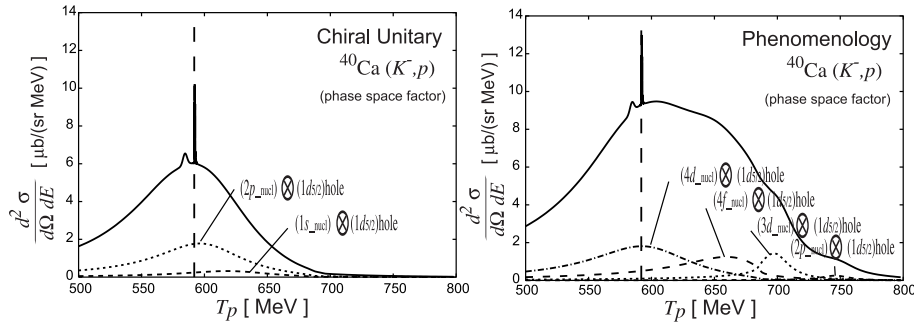 14
12
10
8
6
4
2
0
500 550 600 650 700 750 800
T_p [ MeV ]
d² σ
dΩ dE [ μb/(sr MeV) ]
Chiral Unitary
⁴⁰Ca (K⁻,p)
(phase space factor)
(2p_nucl) ⊗ (1d5/2)hole
(1s_nucl) ⊗ (1d5/2)hole
14
12
10
8
6
4
2
0
500 550 600 650 700 750 800
T_p [ MeV ]
d² σ
dΩ dE [ μb/(sr MeV) ]
Phenomenology
⁴⁰Ca (K⁻,p)
(phase space factor)
(4d_nucl) ⊗ (1d5/2)hole
(4f_nucl) ⊗ (1d5/2)hole
(3d_nucl) ⊗ (1d5/2)hole
(2p_nucl) ⊗ (1d5/2)hole